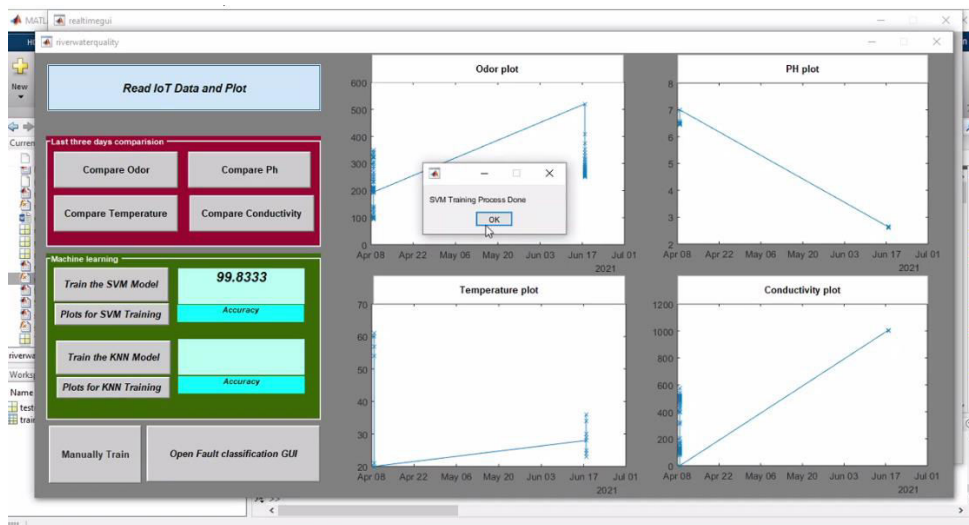 MATL
realtimegui
riverwaterquality
New
Curren
Read IoT Data and Plot
Last three days comparision
Compare Odor
Compare Ph
Compare Temperature
Compare Conductivity
Machine learning
Train the SVM Model
99.8333
Plots for SVM Training
Accuracy
Train the KNN Model
Plots for KNN Training
Accuracy
Manually Train
Open Fault classification GUI
riverwa
Works
Name
test
train
Odor plot
600
500
400
300
200
100
0
Apr 08 Apr 22 May 06 May 20 Jun 03 Jun 17 Jul 01
2021
SVM Training Process Done
OK
PH plot
8
7
6
5
4
3
2
Apr 08 Apr 22 May 06 May 20 Jun 03 Jun 17 Jul 01
2021
Temperature plot
70
60
50
40
30
20
Apr 08 Apr 22 May 06 May 20 Jun 03 Jun 17 Jul 01
2021
Conductivity plot
1200
1000
800
600
400
200
0
Apr 08 Apr 22 May 06 May 20 Jun 03 Jun 17 Jul 01
2021
>>